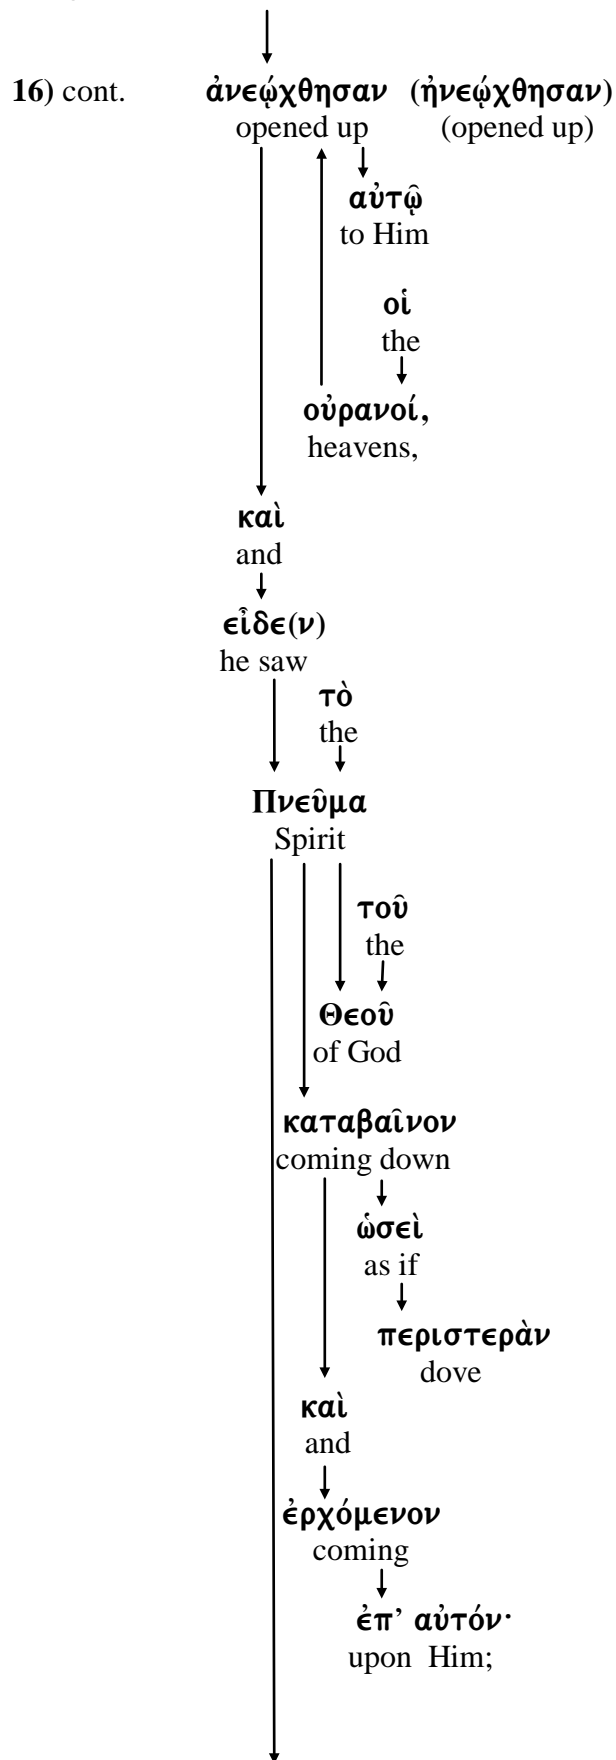 16) cont. ἀνεῴχθησαν (ἠνεῴχθησαν)
opened up (opened up)
αὐτῷ
to Him
οἱ
the
οὐρανοί,
heavens,
καὶ
and
εἶδε(ν)
he saw
τὸ
the
Πνεῦμα
Spirit
τοῦ
the
Θεοῦ
of God
καταβαῖνον
coming down
ὡσεὶ
as if
περιστερὰν
dove
καὶ
and
ἐρχόμενον
coming
ἐπ’ αὐτόν·
upon Him;